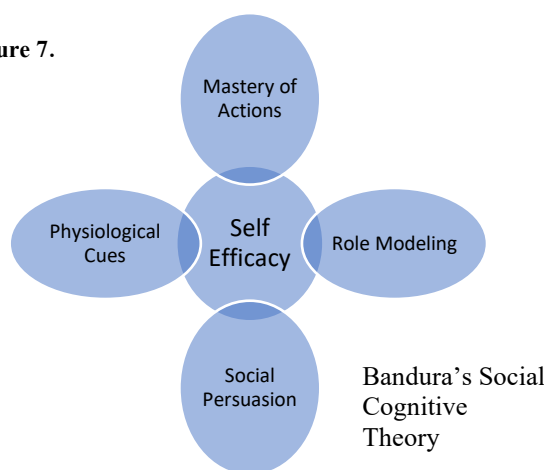 ure 7.
Mastery of
Actions
Physiological
Cues
Self
Efficacy
Role Modeling
Social
Persuasion
Bandura’s Social
Cognitive
Theory